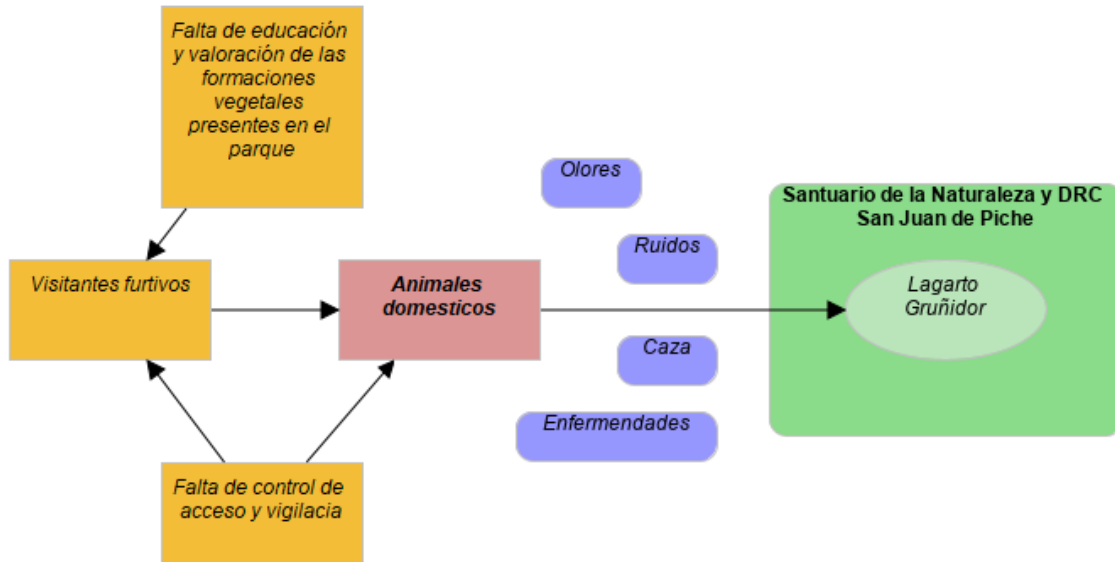 Falta de educación
y valoración de las
formaciones
vegetales
presentes en el
parque
Olores
Santuario de la Naturaleza y DRC
San Juan de Piche
Ruidos
Visitantes furtivos
Animales
domesticos
Lagarto
Gruñidor
Caza
Enfermendades
Falta de control de
acceso y vigilacia